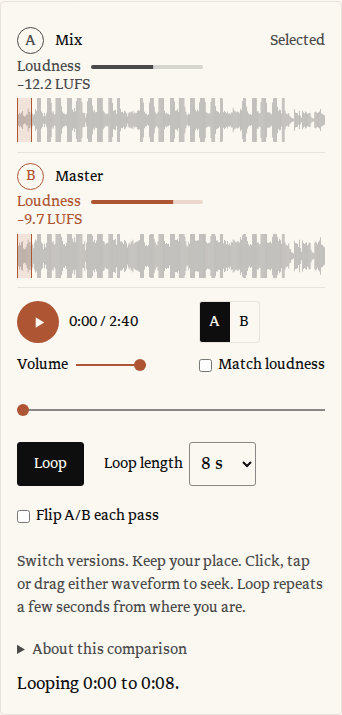 A Mix Selected
Loudness
−12.2 LUFS
B Master
Loudness
−9.7 LUFS
0:00 / 2:40 A B
Volume Match loudness
Loop Loop length 8 s
Flip A/B each pass
Switch versions. Keep your place. Click, tap
or drag either waveform to seek. Loop repeats
a few seconds from where you are.
About this comparison
Looping 0:00 to 0:08.